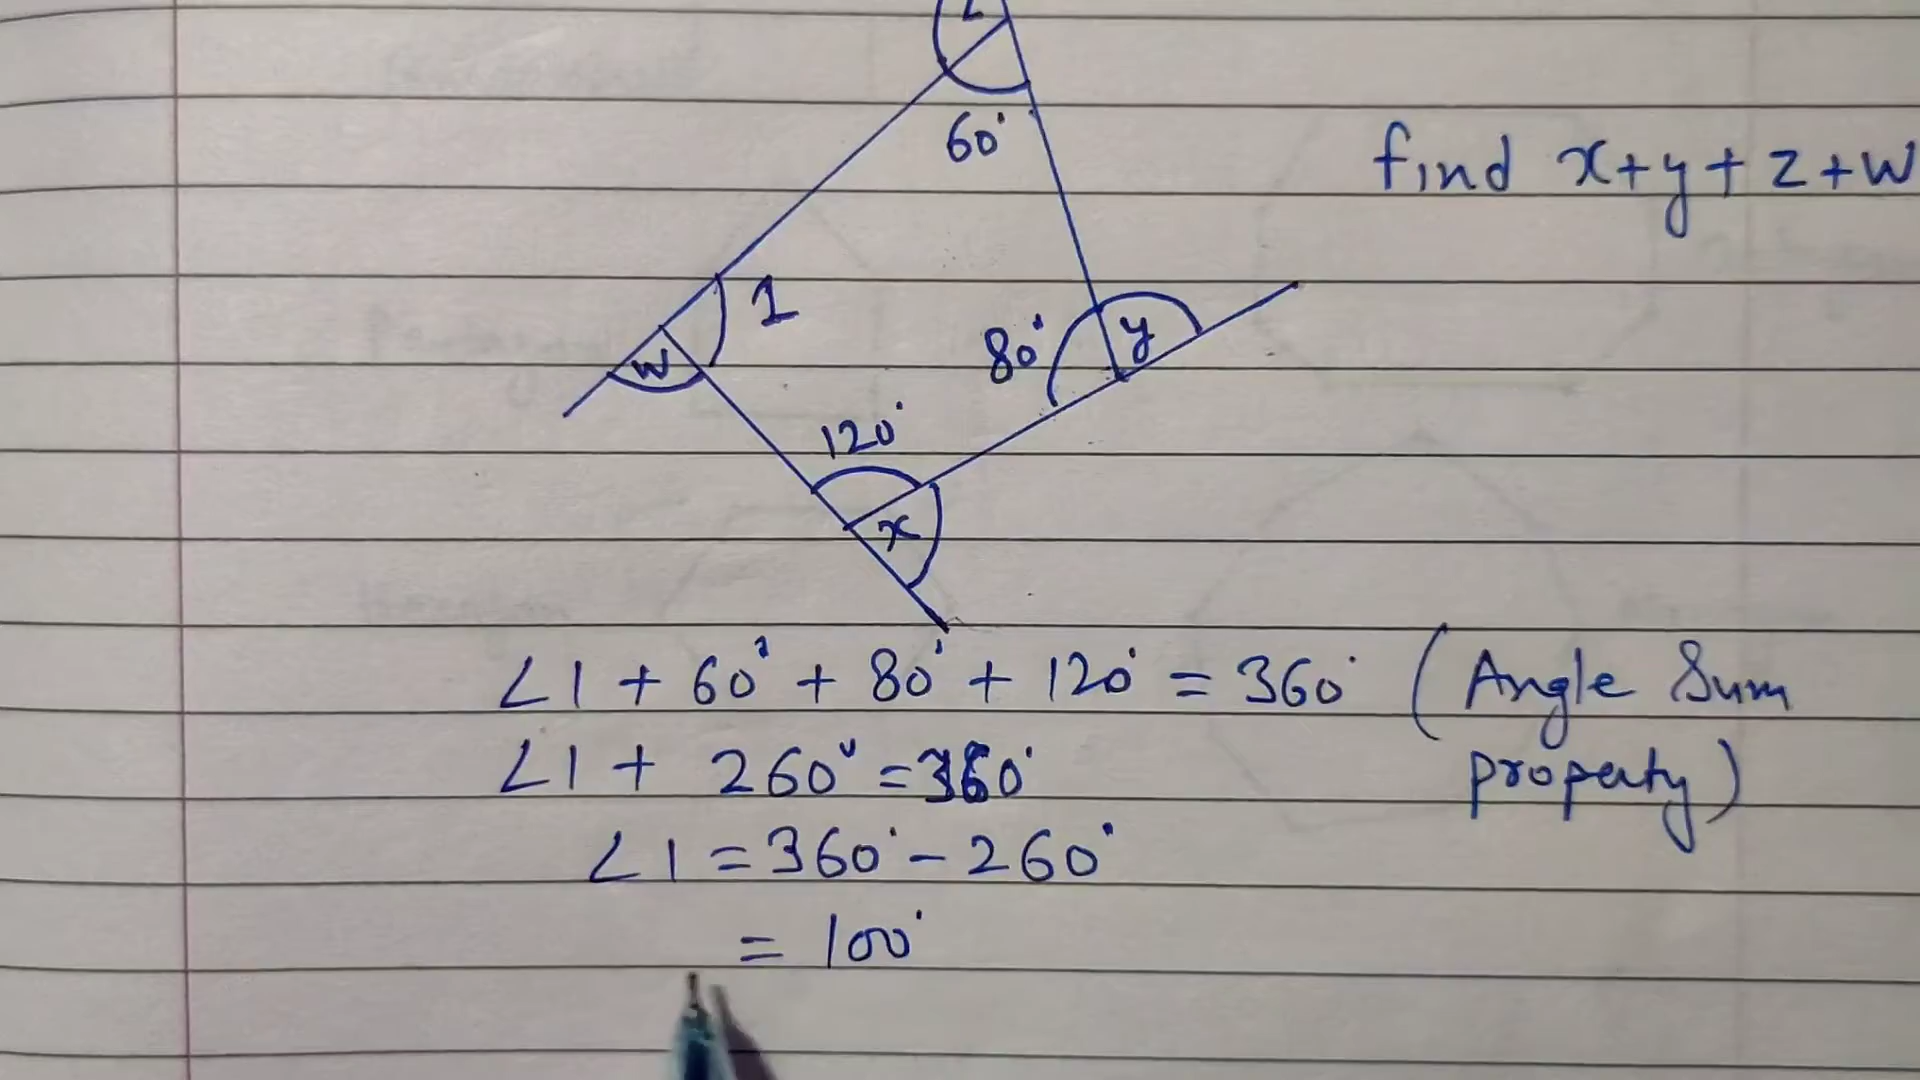 60°
find x+y+z+w
1
w
80°
y
120°
x
∠1 + 60° + 80° + 120° = 360° (Angle Sum
∠1 + 260° = 360° property)
∠1 = 360° - 260°
= 100°